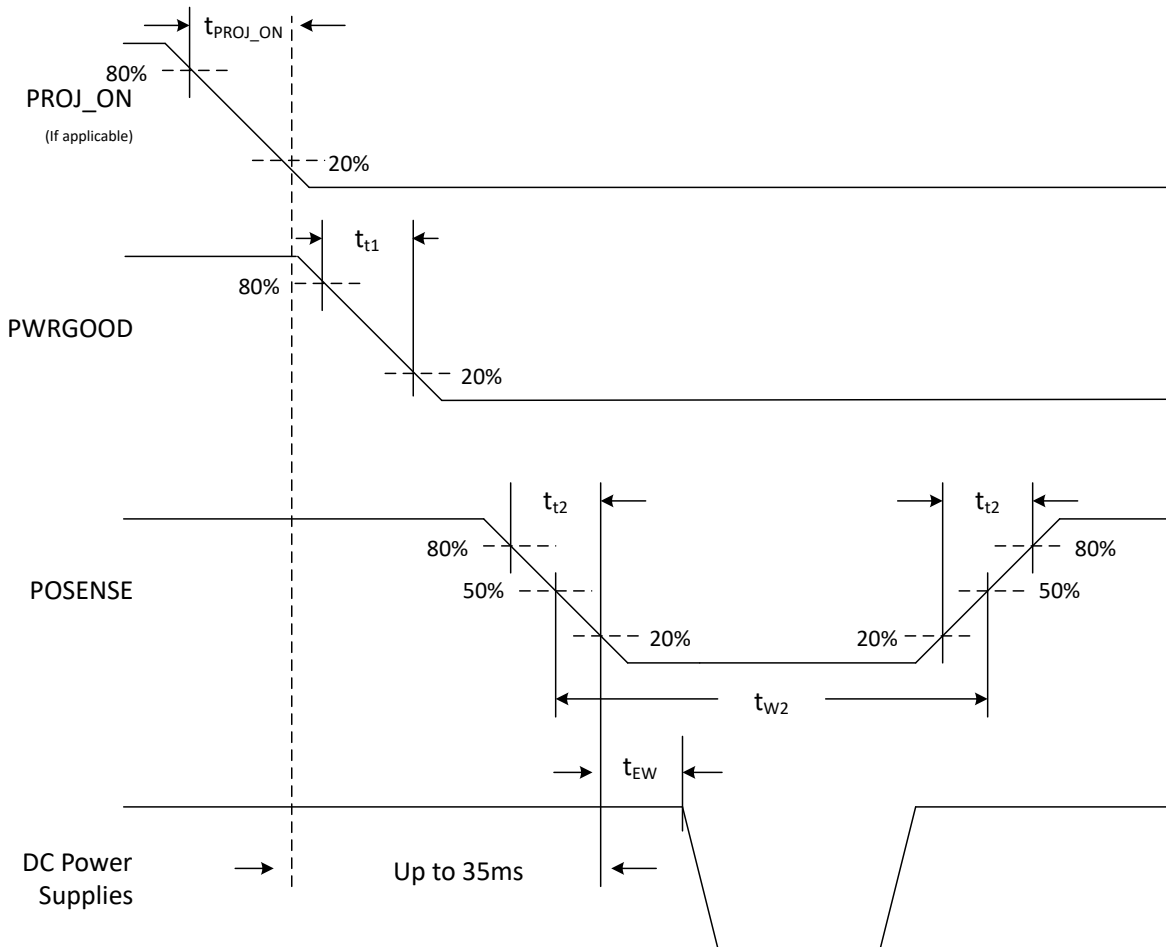 tPROJ_ON
80%
PROJ_ON
(If applicable)
20%
tt1
80%
PWRGOOD
20%
tt2
tt2
80%
80%
50%
50%
POSENSE
20%
20%
tW2
tEW
DC Power
Supplies
Up to 35ms